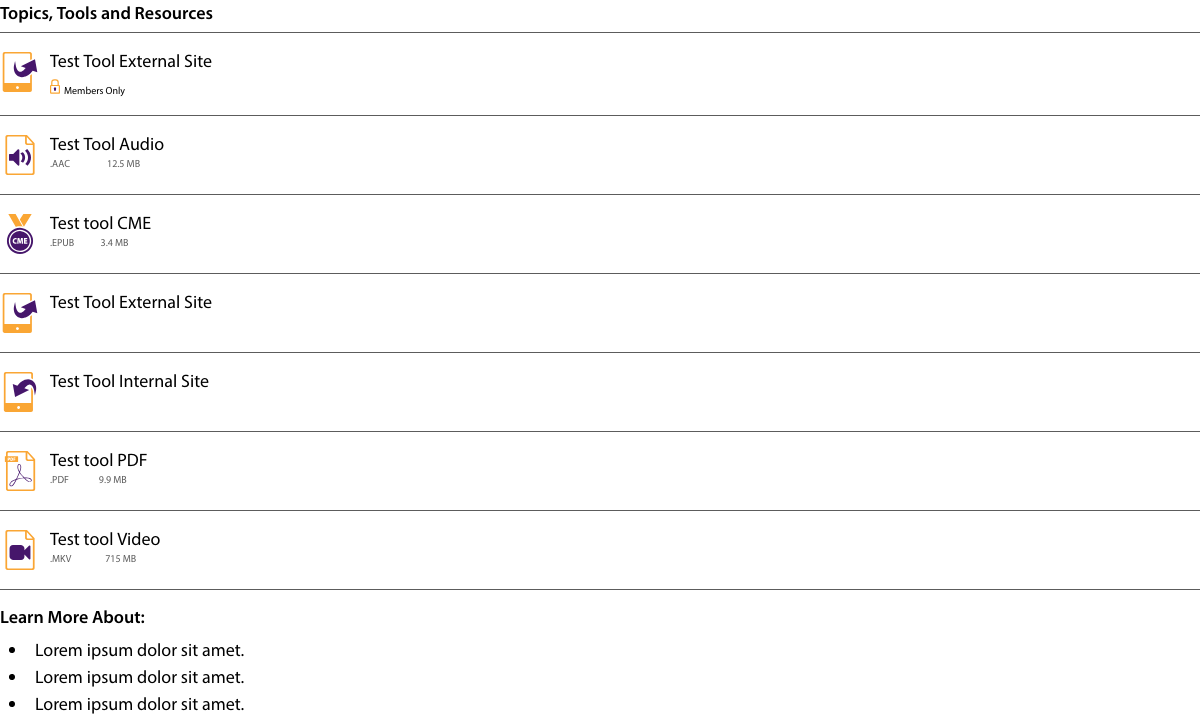 Topics, Tools and Resources
Test Tool External Site
Members Only
Test Tool Audio
.AAC 12.5 MB
Test tool CME
CME
.EPUB 3.4 MB
Test Tool External Site
Test Tool Internal Site
Test tool PDF
PDF
.PDF 9.9 MB
Test tool Video
.MKV 715 MB
Learn More About:
• Lorem ipsum dolor sit amet.
• Lorem ipsum dolor sit amet.
• Lorem ipsum dolor sit amet.